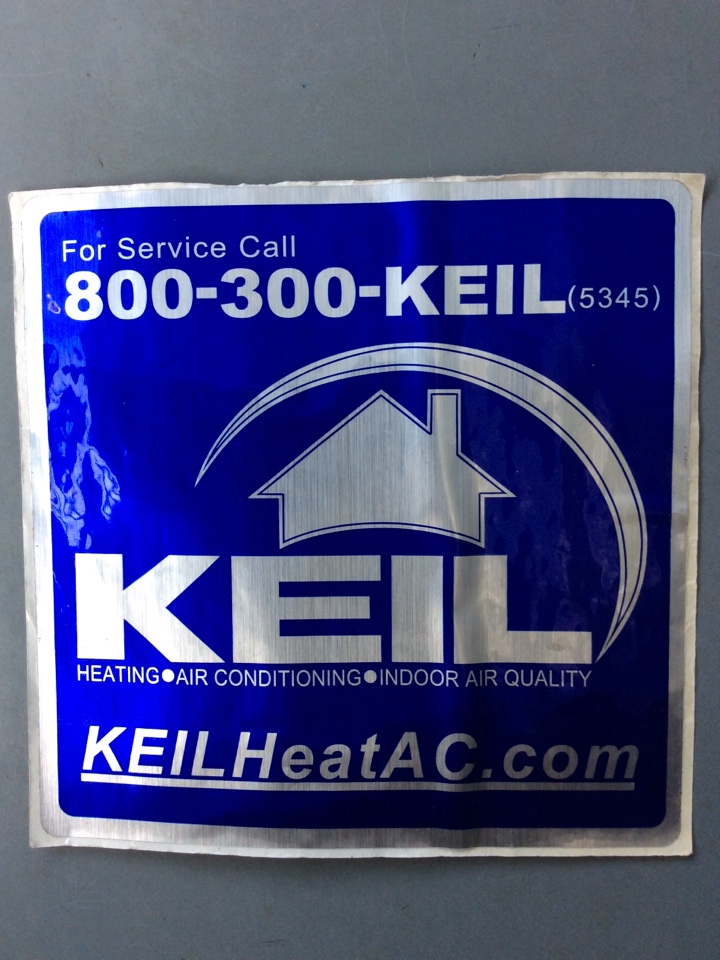 For Service Call
800-300-KEIL(5345)
KEIL
HEATING●AIR CONDITIONING●INDOOR AIR QUALITY
KEILHeatAC.com